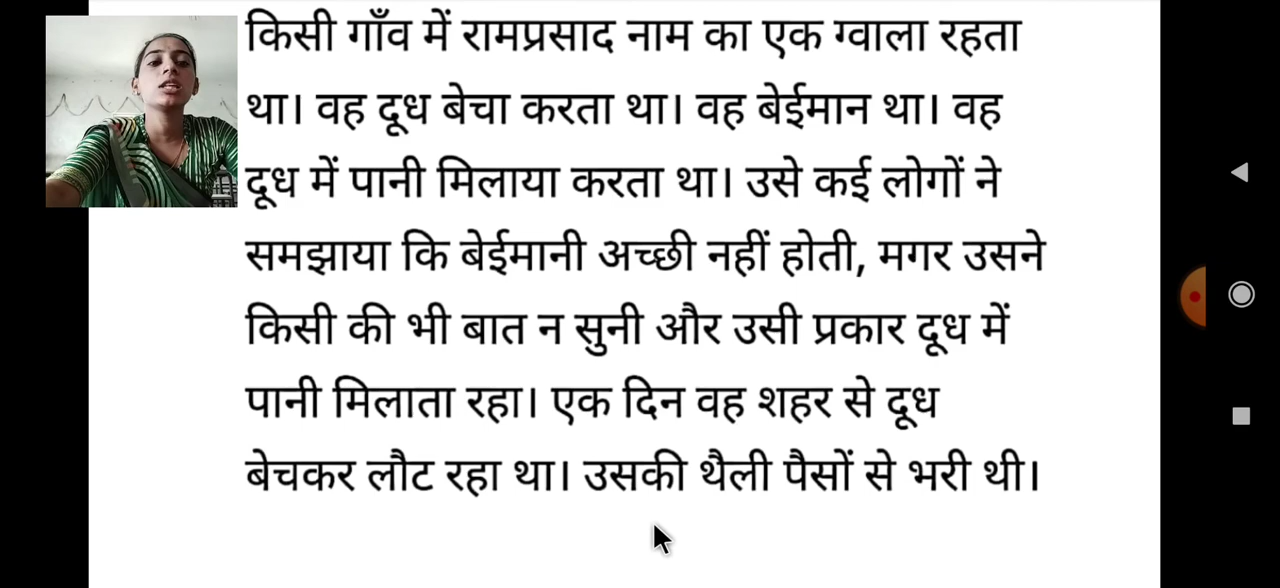 किसी गाँव में रामप्रसाद नाम का एक ग्वाला रहता
था। वह दूध बेचा करता था। वह बेईमान था। वह
दूध में पानी मिलाया करता था। उसे कई लोगों ने
समझाया कि बेईमानी अच्छी नहीं होती, मगर उसने
किसी की भी बात न सुनी और उसी प्रकार दूध में
पानी मिलाता रहा। एक दिन वह शहर से दूध
बेचकर लौट रहा था। उसकी थैली पैसों से भरी थी।